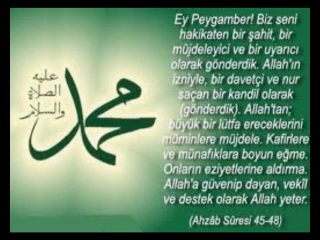 عليه
الصلاة
والسلام
محمد
Ey Peygamber! Biz seni
hakikaten bir şahit, bir
müjdeleyici ve bir uyarıcı
olarak gönderdik. Allah'ın
izniyle, bir davetçi ve nur
saçan bir kandil olarak
(gönderdik). Allah'tan;
büyük bir lütfa ereceklerini
müminlere müjdele. Kafirlere
ve münafıklara boyun eğme.
Onların eziyetlerine aldırma.
Allah'a güvenip dayan, vekîl
ve destek olarak Allah yeter.
(Ahzâb Sûresi 45-48)